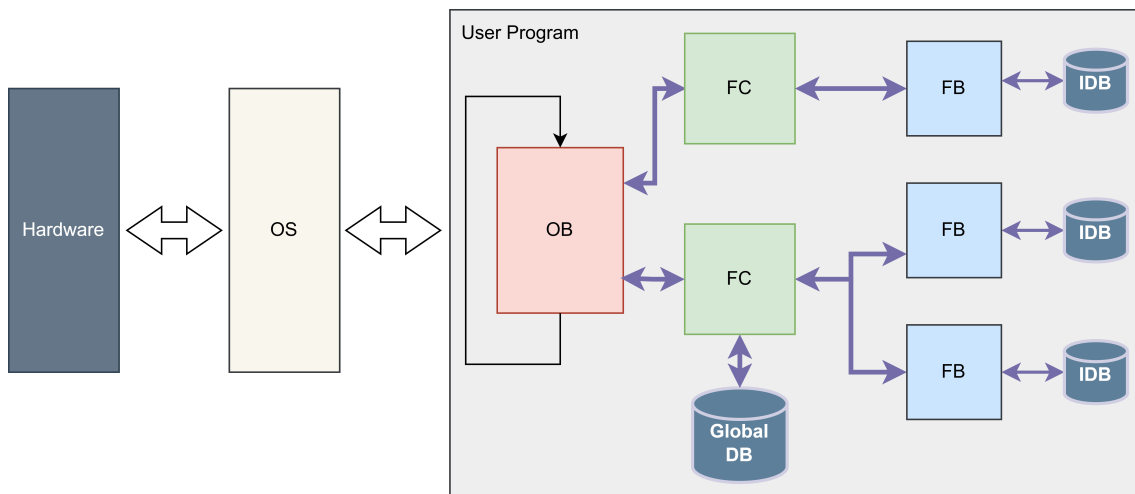 User Program
Hardware
OS
OB
FC
FB
IDB
FC
FB
IDB
FB
IDB
Global
DB